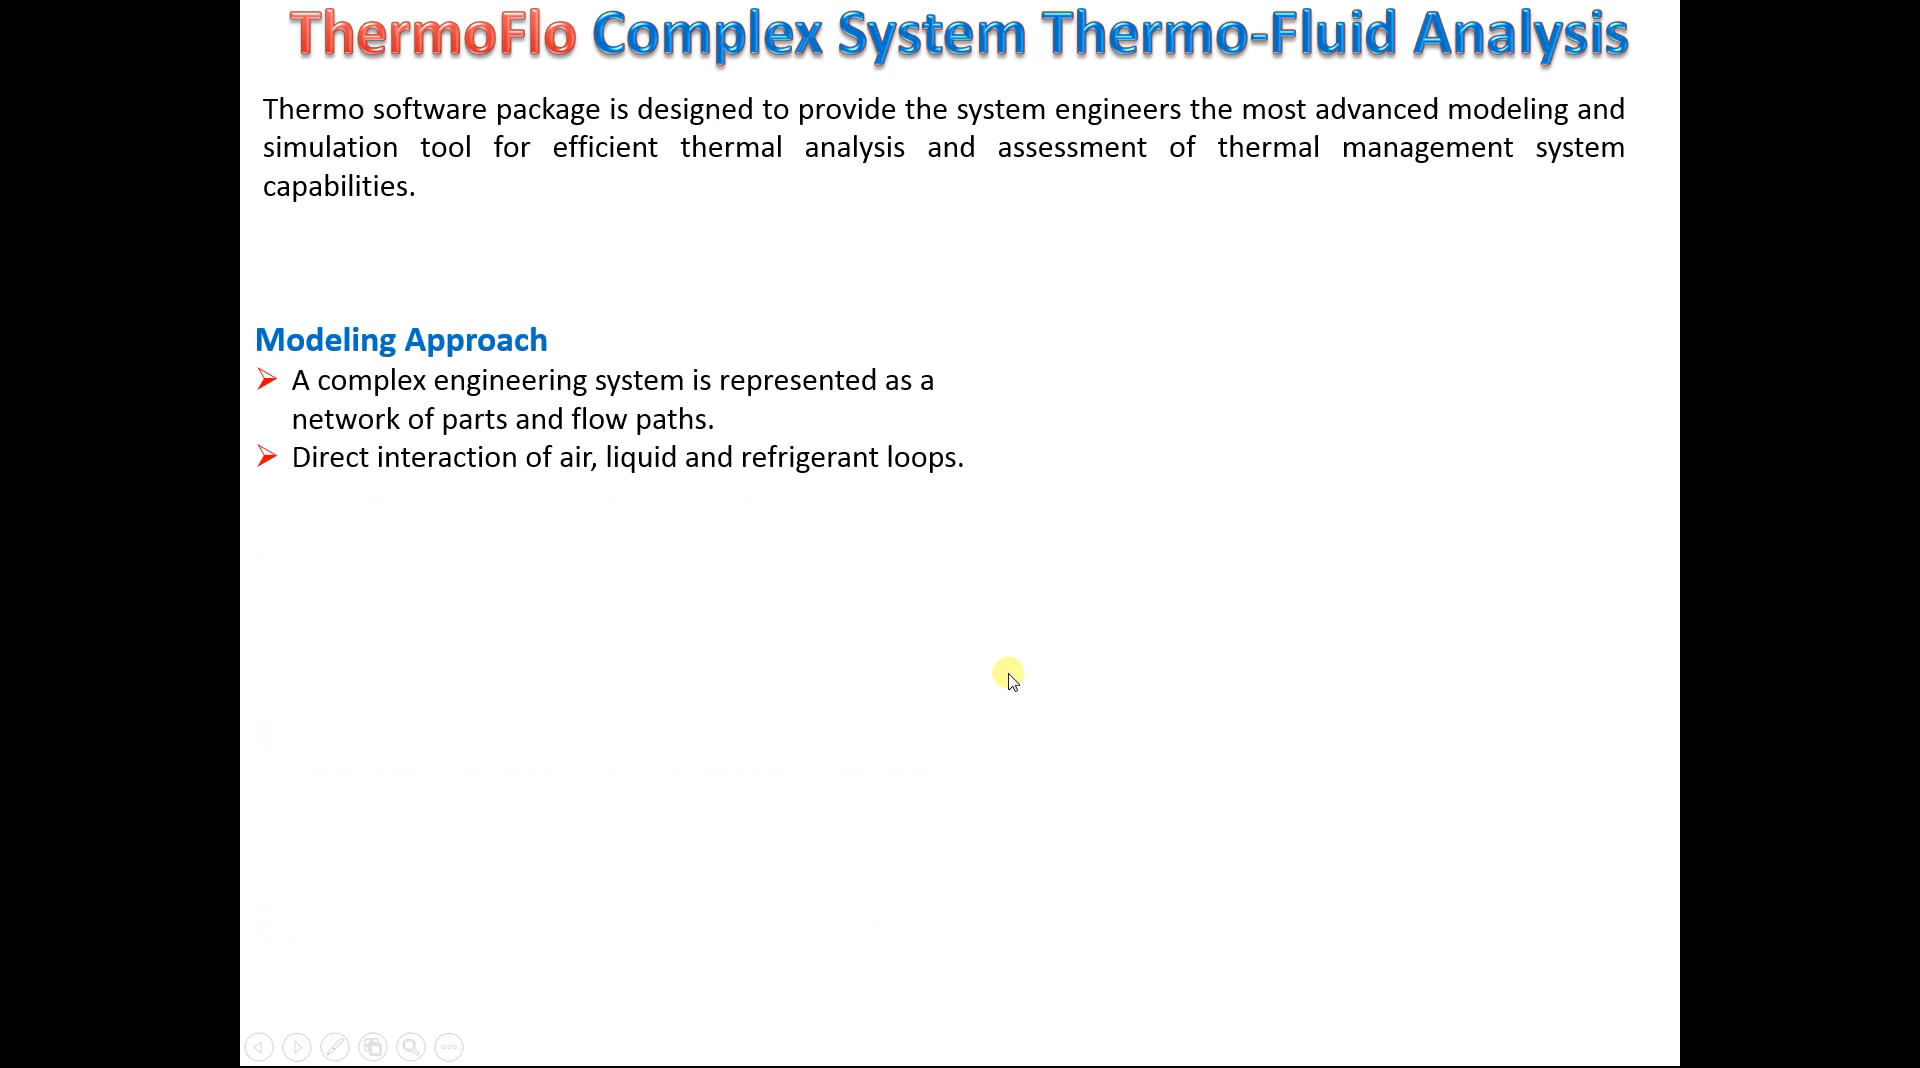 ThermoFlo Complex System Thermo-Fluid Analysis
Thermo software package is designed to provide the system engineers the most advanced modeling and
simulation tool for efficient thermal analysis and assessment of thermal management system
capabilities.
Modeling Approach
A complex engineering system is represented as a
network of parts and flow paths.
Direct interaction of air, liquid and refrigerant loops.